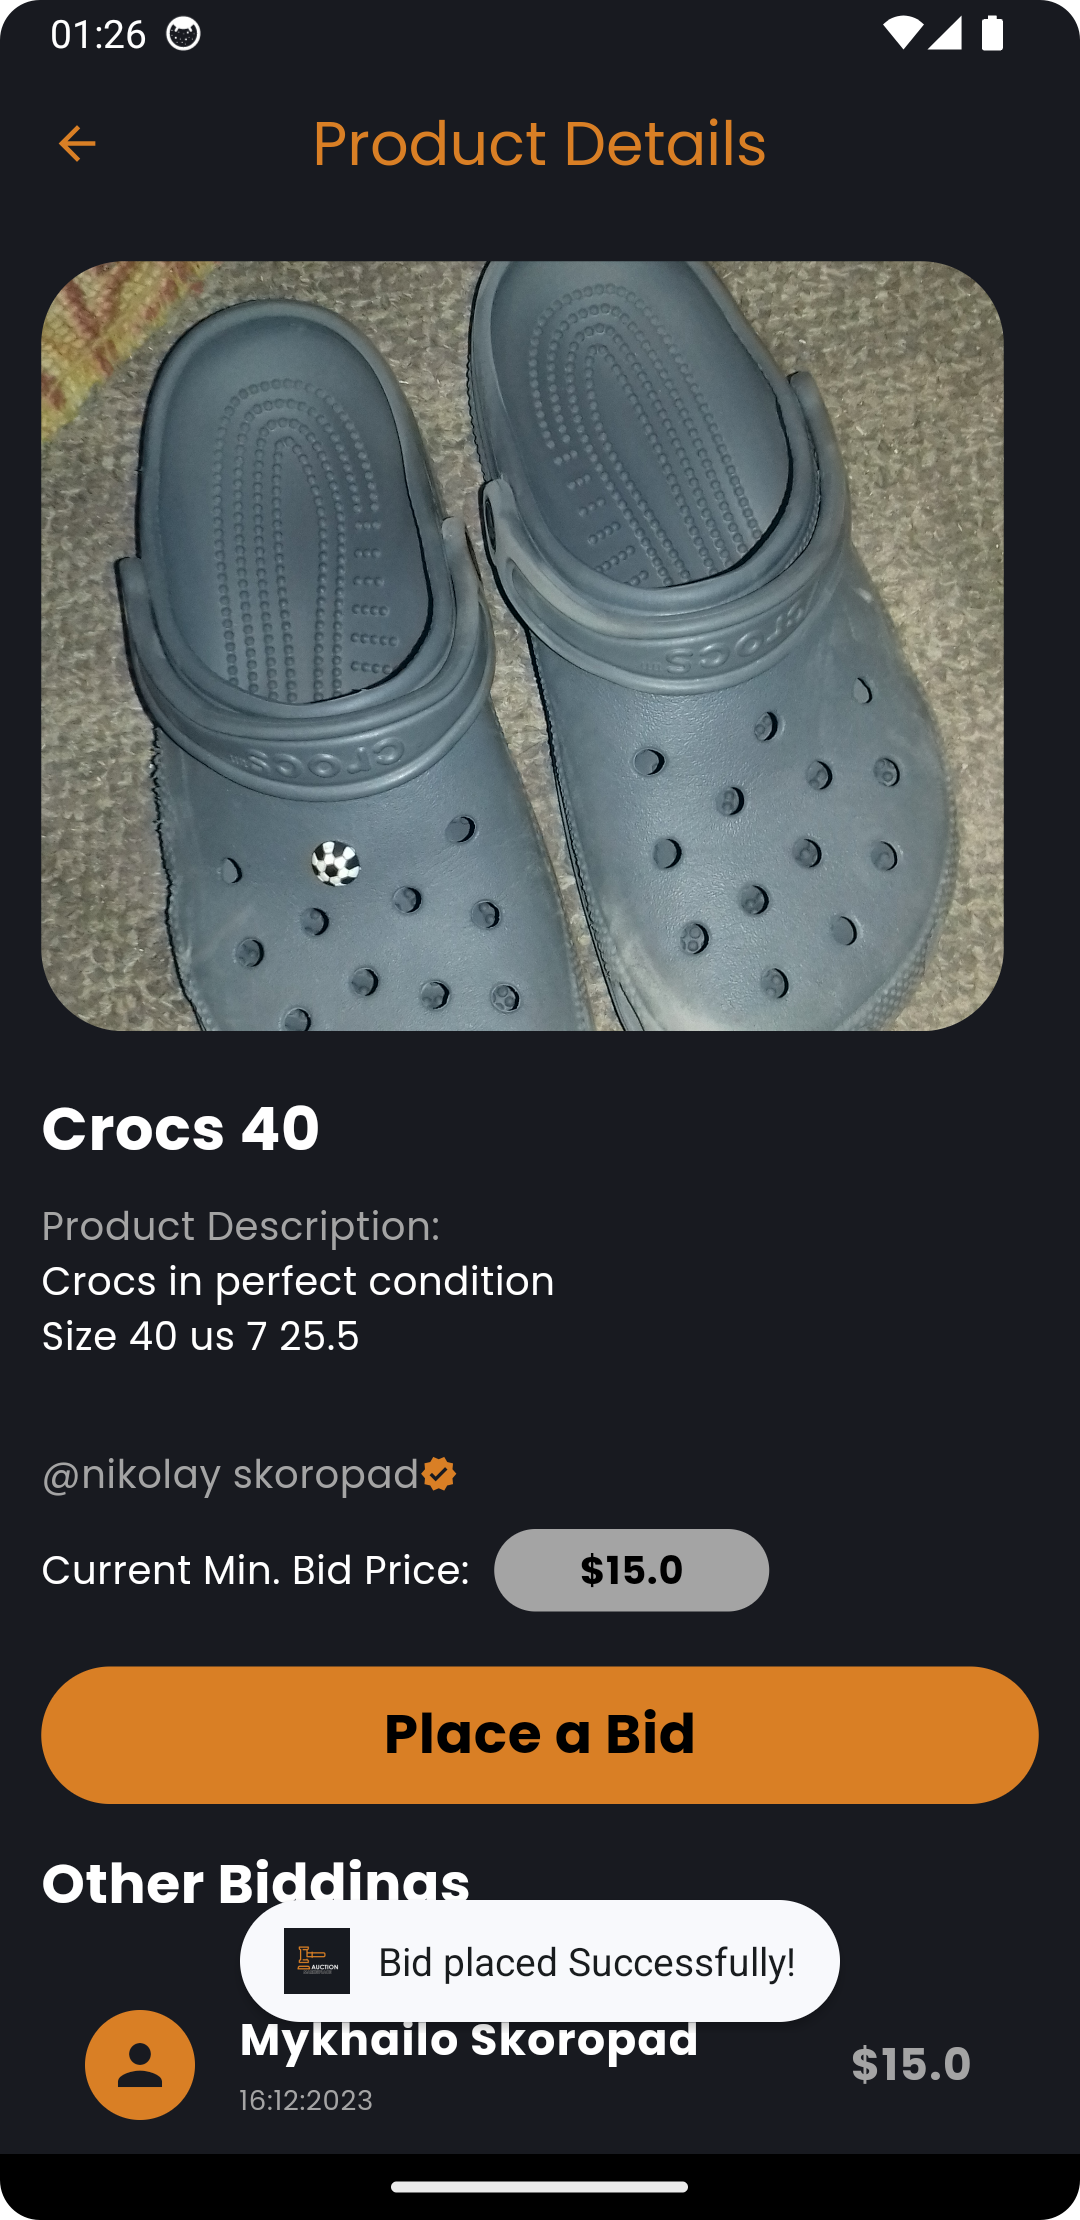 01:26
Product Details
crocs
crocs
Crocs 40
Product Description:
Crocs in perfect condition
Size 40 us 7 25.5
@nikolay skoropad
Current Min. Bid Price:
$15.0
Place a Bid
Other Biddings
AUCTION
Bid placed Successfully!
Mykhailo Skoropad
$15.0
16:12:2023